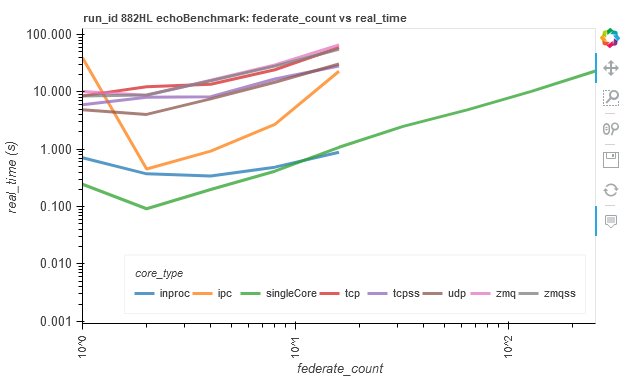 run_id 882HL echoBenchmark: federate_count vs real_time
100.000
10.000
1.000
0.100
0.010
0.001
real_time (s)
core_type
inproc ipc singleCore tcp tcpss udp zmq zmqss
10^0 10^1 10^2
federate_count